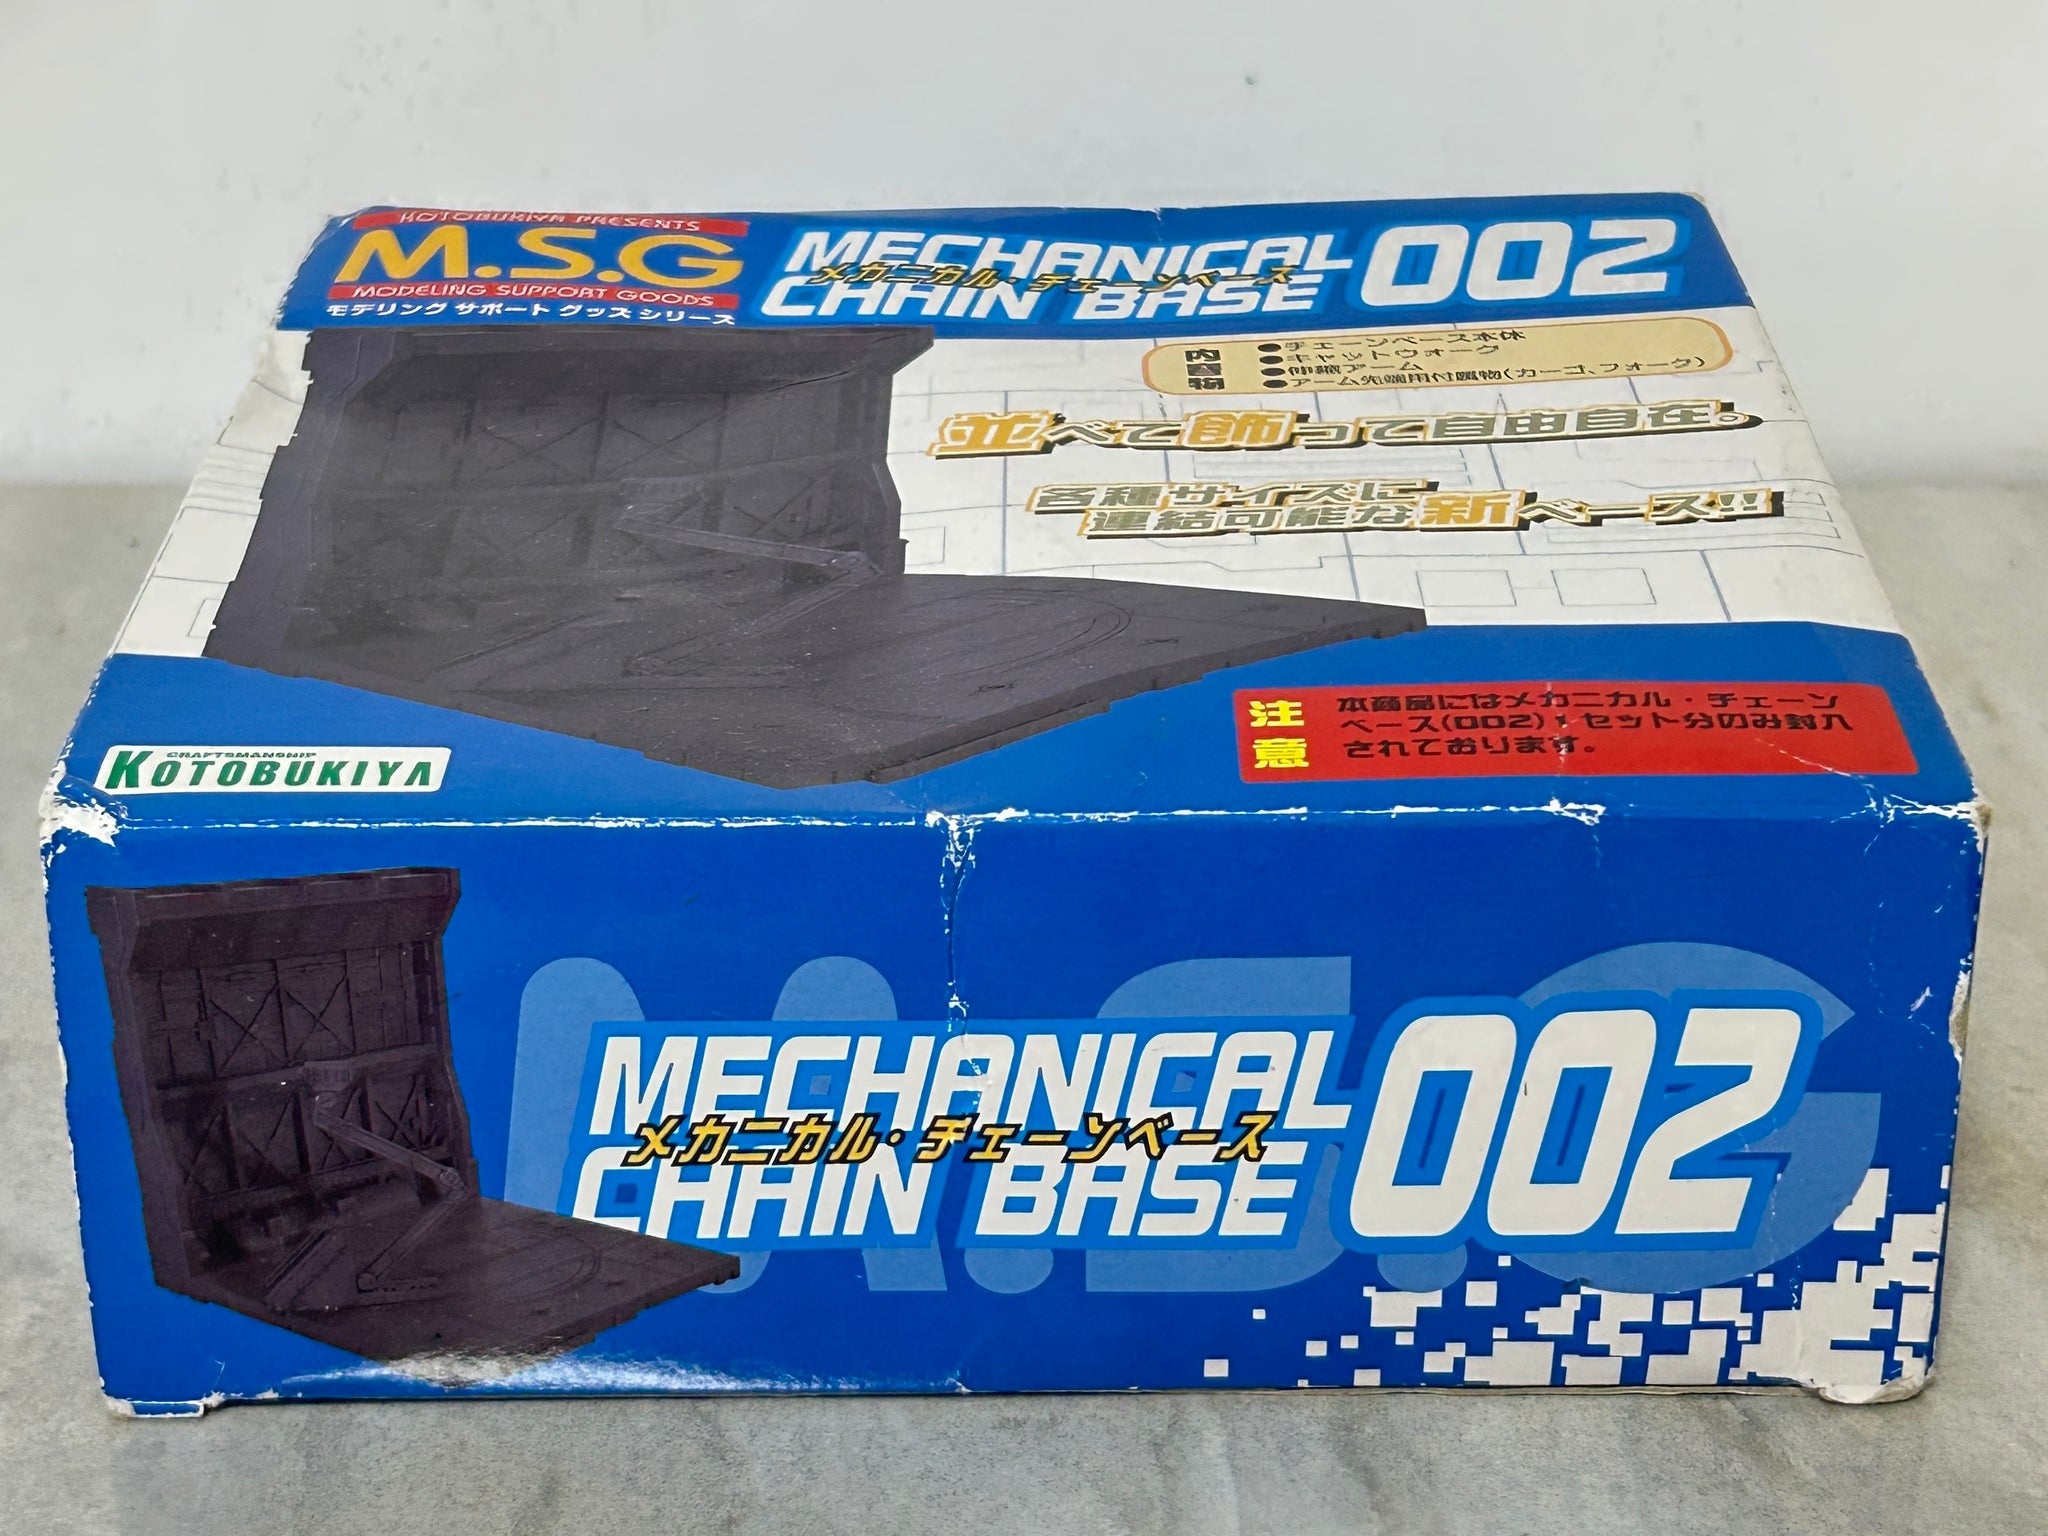 KOTOBUKIYA PRESENTS
M.S.G
MODELING SUPPORT GOODS
モデリング サポート グッズ シリーズ
MECHANICAL
メカニカル・チェーンベース
CHAIN BASE
002
内容物
●チェーンベース本体
●キャットウォーク
●伸縮アーム
●アーム先端用付属物(カーゴ、フォーク)
並べて飾って自由自在。
各種サイズに
連結可能な新ベース!!
注意
本商品にはメカニカル・チェーン
ベース(002)1セット分のみ封入
されております。
CRAFTSMANSHIP
KOTOBUKIYA
M.S.G
MECHANICAL
メカニカル・チェーンベース
CHAIN BASE
002